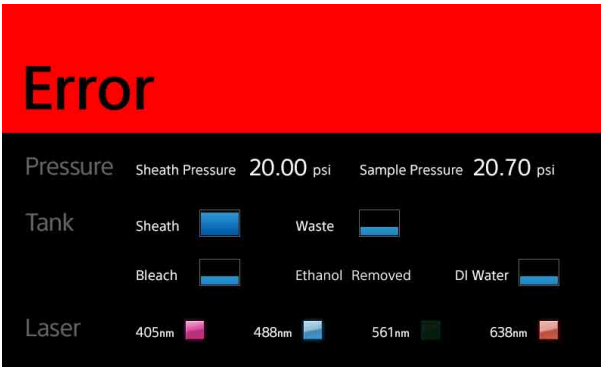 Error
Pressure Sheath Pressure 20.00 psi Sample Pressure 20.70 psi
Tank Sheath Waste
Bleach Ethanol Removed DI Water
Laser 405nm 488nm 561nm 638nm